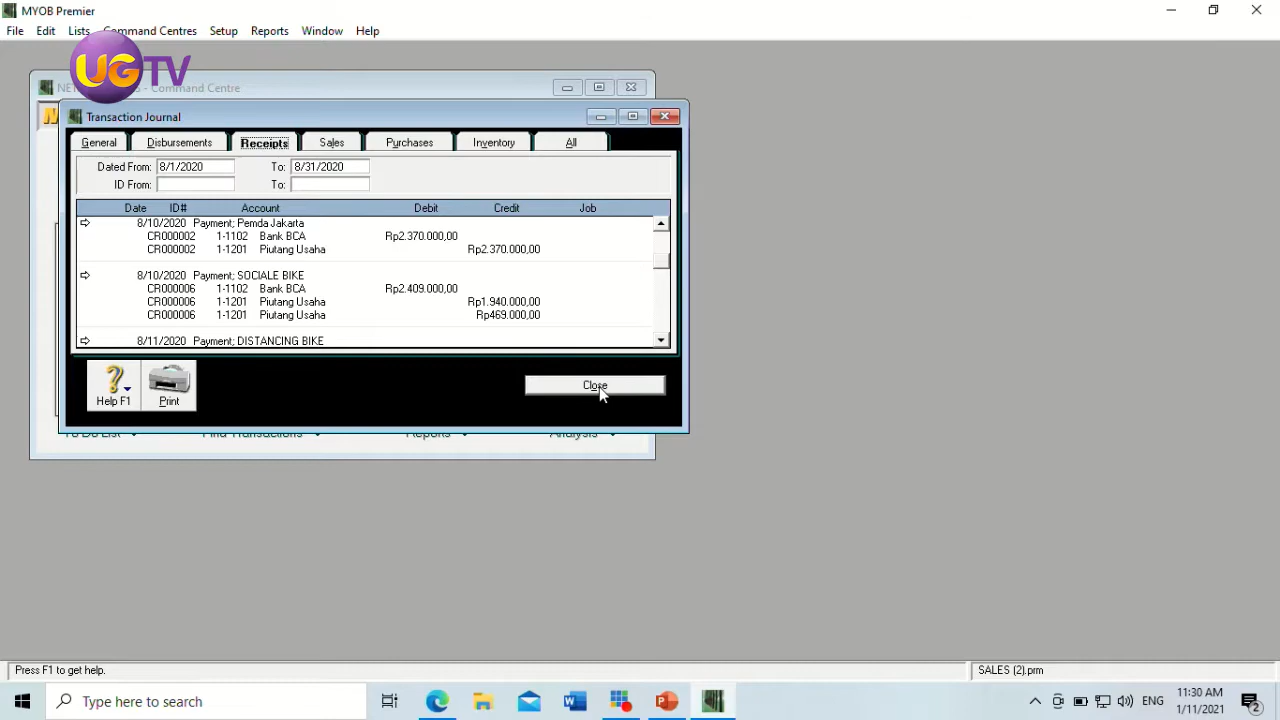 MYOB Premier
File Edit Lists Command Centres Setup Reports Window Help
UGTV
- Command Centre
Transaction Journal
General Disbursements Receipts Sales Purchases Inventory All
Dated From: 8/1/2020 To: 8/31/2020
ID From: To:
Date ID# Account Debit Credit Job
8/10/2020 Payment; Pemda Jakarta
CR000002 1-1102 Bank BCA Rp2.370.000,00
CR000002 1-1201 Piutang Usaha Rp2.370.000,00
8/10/2020 Payment; SOCIALE BIKE
CR000006 1-1102 Bank BCA Rp2.409.000,00
CR000006 1-1201 Piutang Usaha Rp1.940.000,00
CR000006 1-1201 Piutang Usaha Rp469.000,00
8/11/2020 Payment; DISTANCING BIKE
Help F1 Print Close
To Do List Find Transactions Reports Analysis
Press F1 to get help. SALES (2).prm
Type here to search ENG 11:30 AM
1/11/2021 2